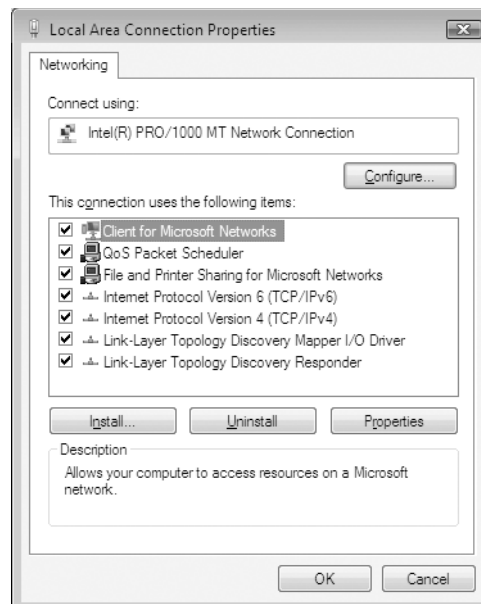 Local Area Connection Properties
Networking
Connect using:
Intel(R) PRO/1000 MT Network Connection
Configure...
This connection uses the following items:
Client for Microsoft Networks
QoS Packet Scheduler
File and Printer Sharing for Microsoft Networks
Internet Protocol Version 6 (TCP/IPv6)
Internet Protocol Version 4 (TCP/IPv4)
Link-Layer Topology Discovery Mapper I/O Driver
Link-Layer Topology Discovery Responder
Install...
Uninstall
Properties
Description
Allows your computer to access resources on a Microsoft
network.
OK
Cancel